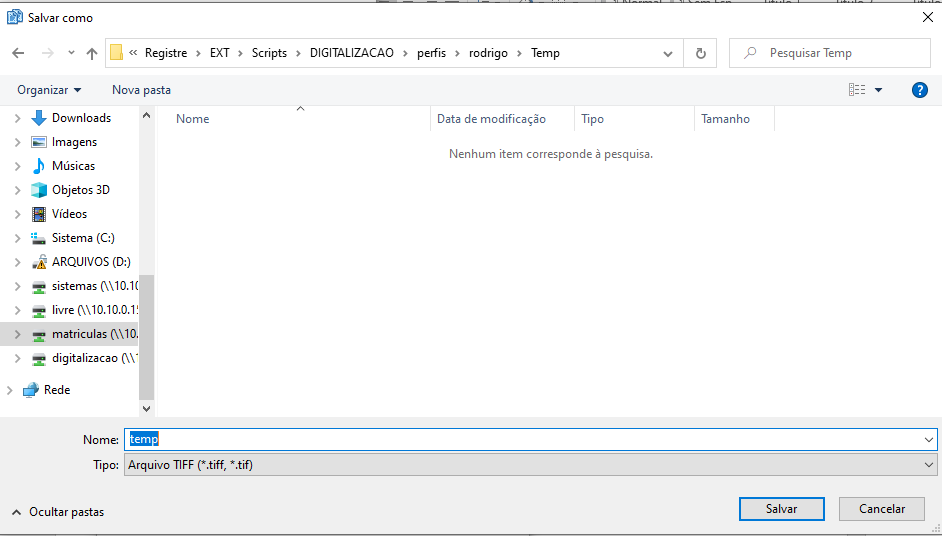 Salvar como
« Registre › EXT › Scripts › DIGITALIZACAO › perfis › rodrigo › Temp
Pesquisar Temp
Organizar
Nova pasta
Downloads
Imagens
Músicas
Objetos 3D
Vídeos
Sistema (C:)
ARQUIVOS (D:)
sistemas (\\10.10
livre (\\10.10.0.15
matriculas (\\10.
digitalizacao (\\1
Rede
Nome Data de modificação Tipo Tamanho
Nenhum item corresponde à pesquisa.
Nome: temp
Tipo: Arquivo TIFF (*.tiff, *.tif)
Ocultar pastas
Salvar Cancelar